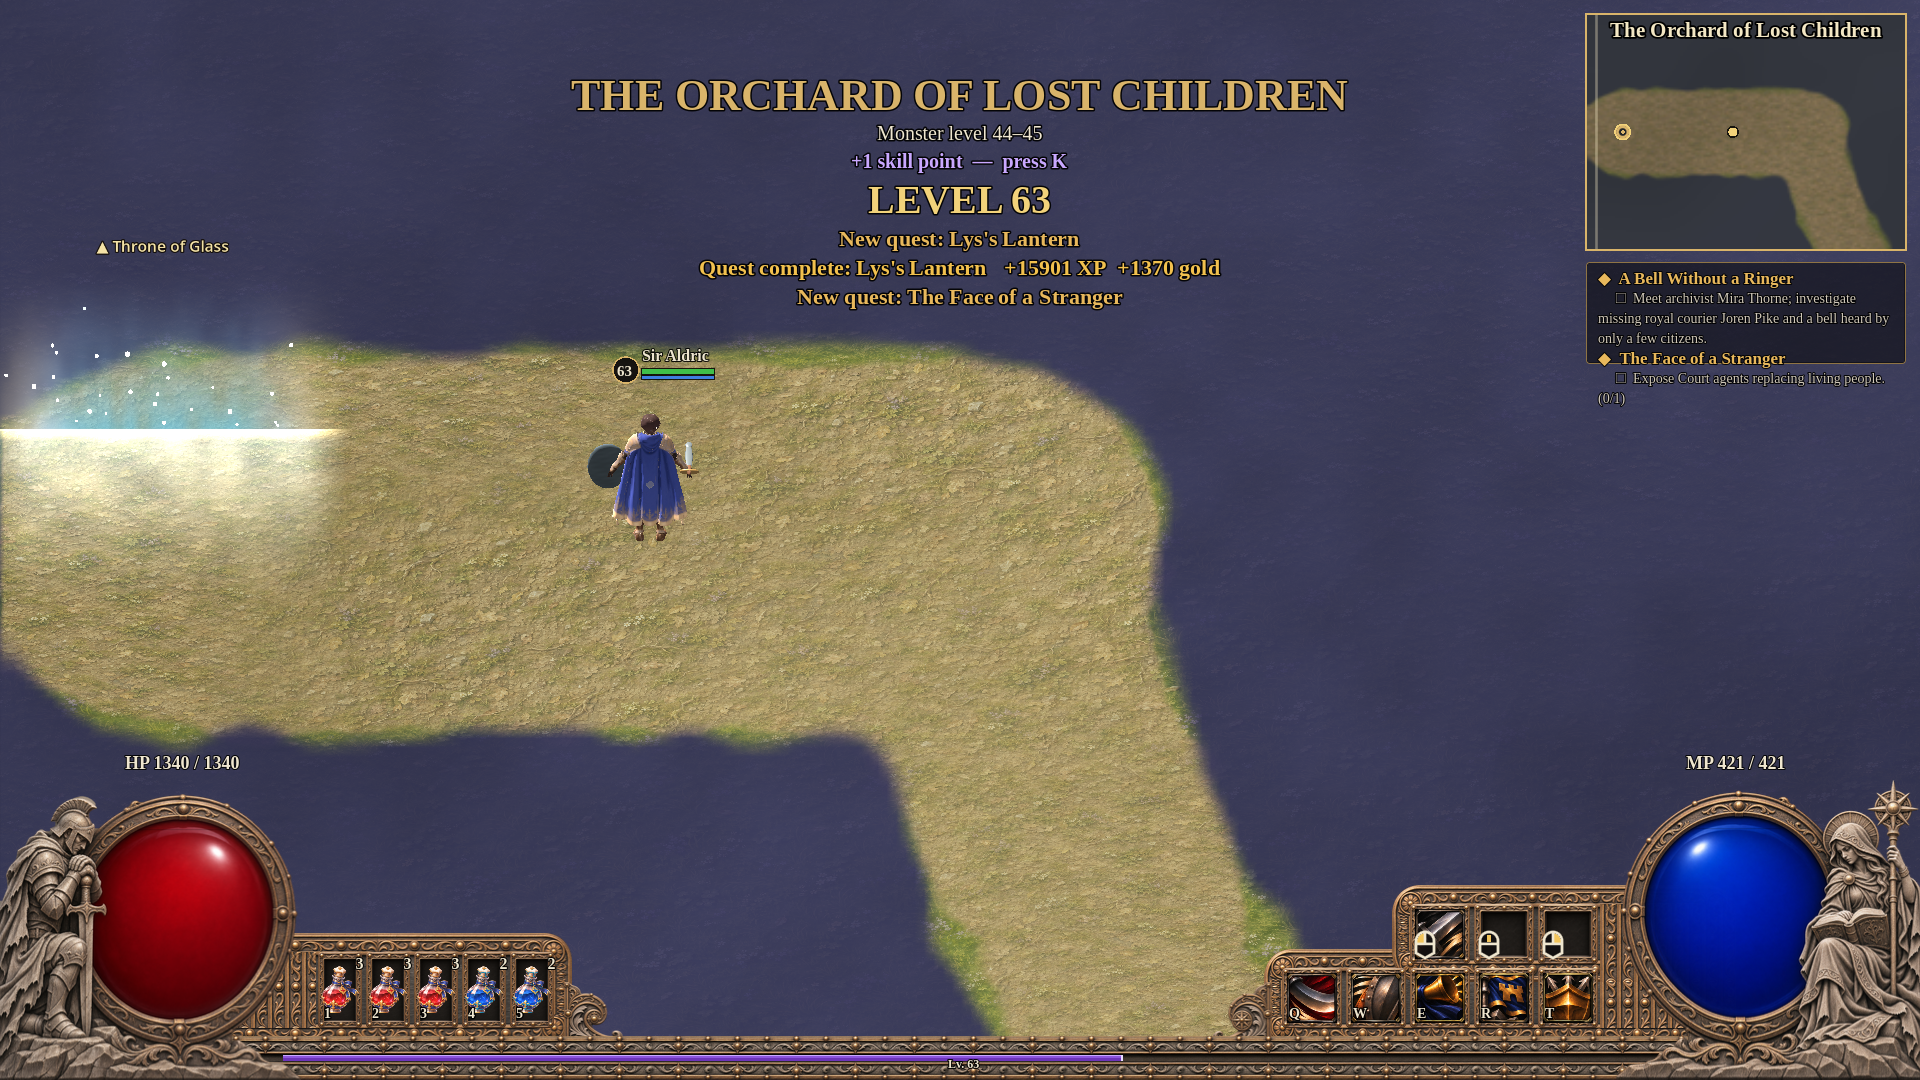 The Orchard of Lost Children
THE ORCHARD OF LOST CHILDREN
Monster level 44–45
+1 skill point — press K
LEVEL 63
New quest: Lys's Lantern
Quest complete: Lys's Lantern +15901 XP +1370 gold
New quest: The Face of a Stranger
▲ Throne of Glass
◆ A Bell Without a Ringer
☐ Meet archivist Mira Thorne; investigate
missing royal courier Joren Pike and a bell heard by
only a few citizens.
◆ The Face of a Stranger
☐ Expose Court agents replacing living people.
(0/1)
Sir Aldric
63
HP 1340 / 1340
MP 421 / 421
3 3 3 2 2
1 2 3 4 5
Q W E R T
Lv. 63